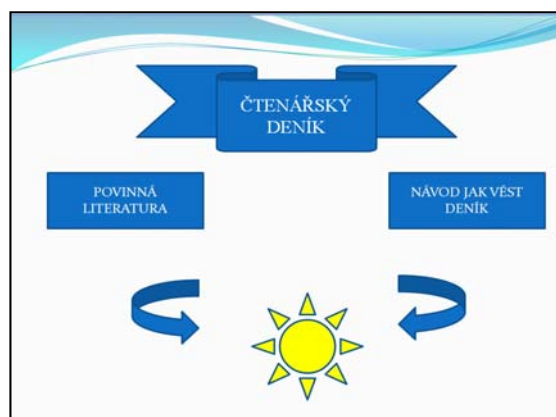 ČTENÁŘSKÝ
DENÍK
POVINNÁ
LITERATURA
NÁVOD JAK VÉST
DENÍK